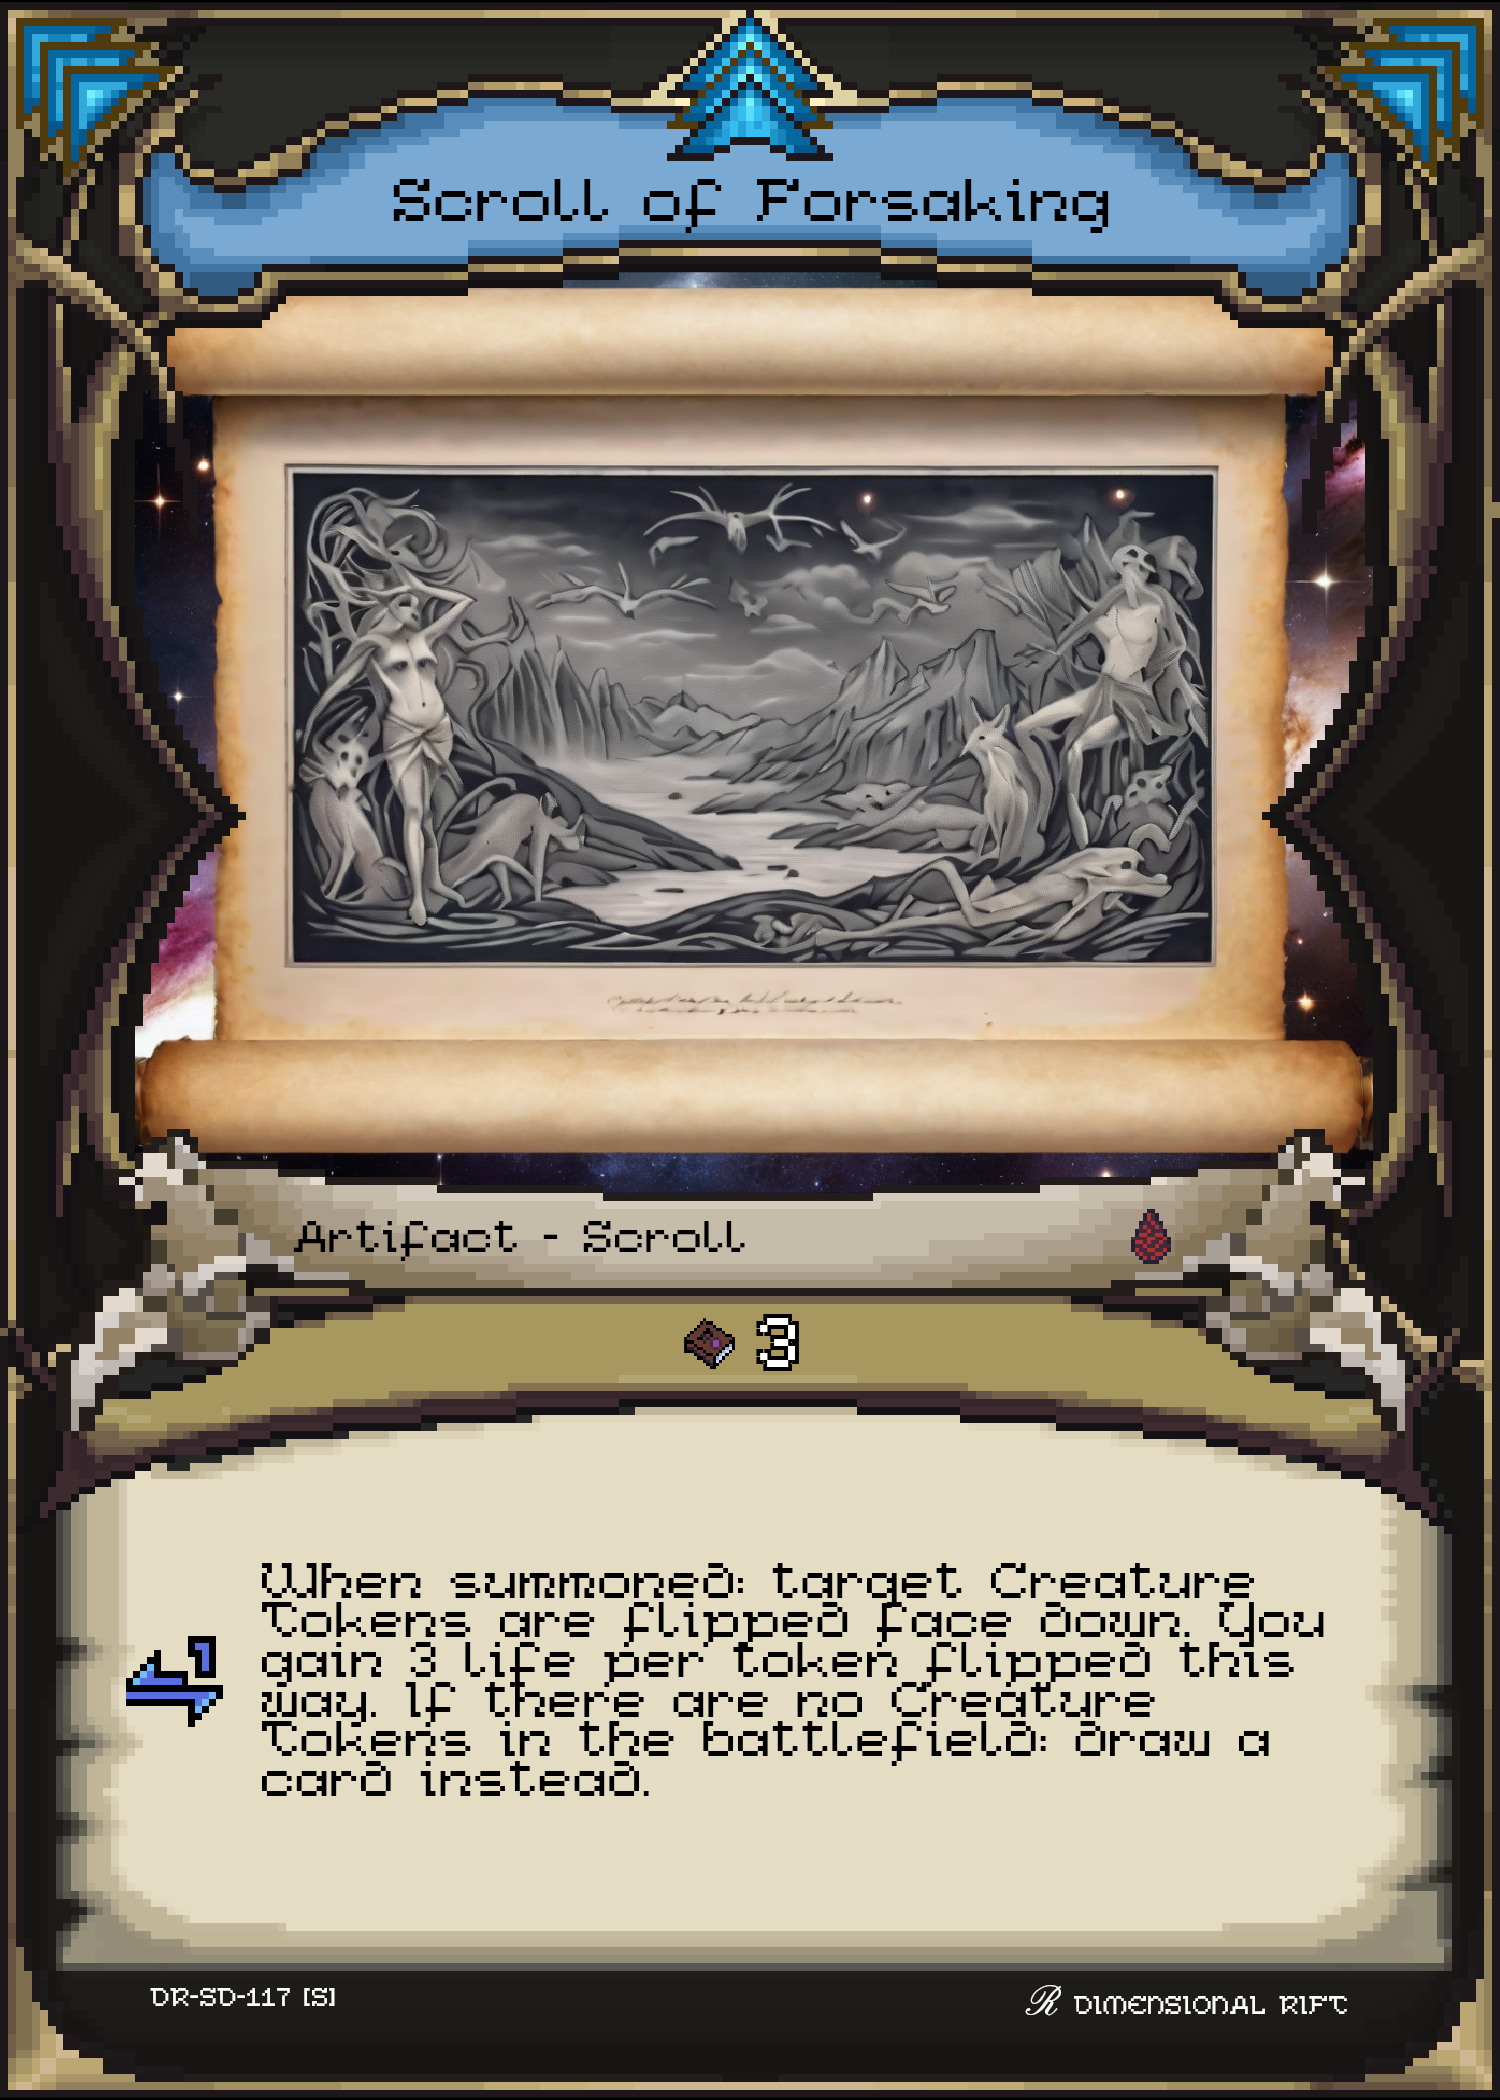 Scroll of Forsaking
Artifact - Scroll
3
When summoned: target Creature
Tokens are flipped face down. You
gain 3 life per token flipped this
way. If there are no Creature
Tokens in the battlefield: draw a
card instead.
1
DR-SD-117 [S]
R DIMENSIONAL RIFT